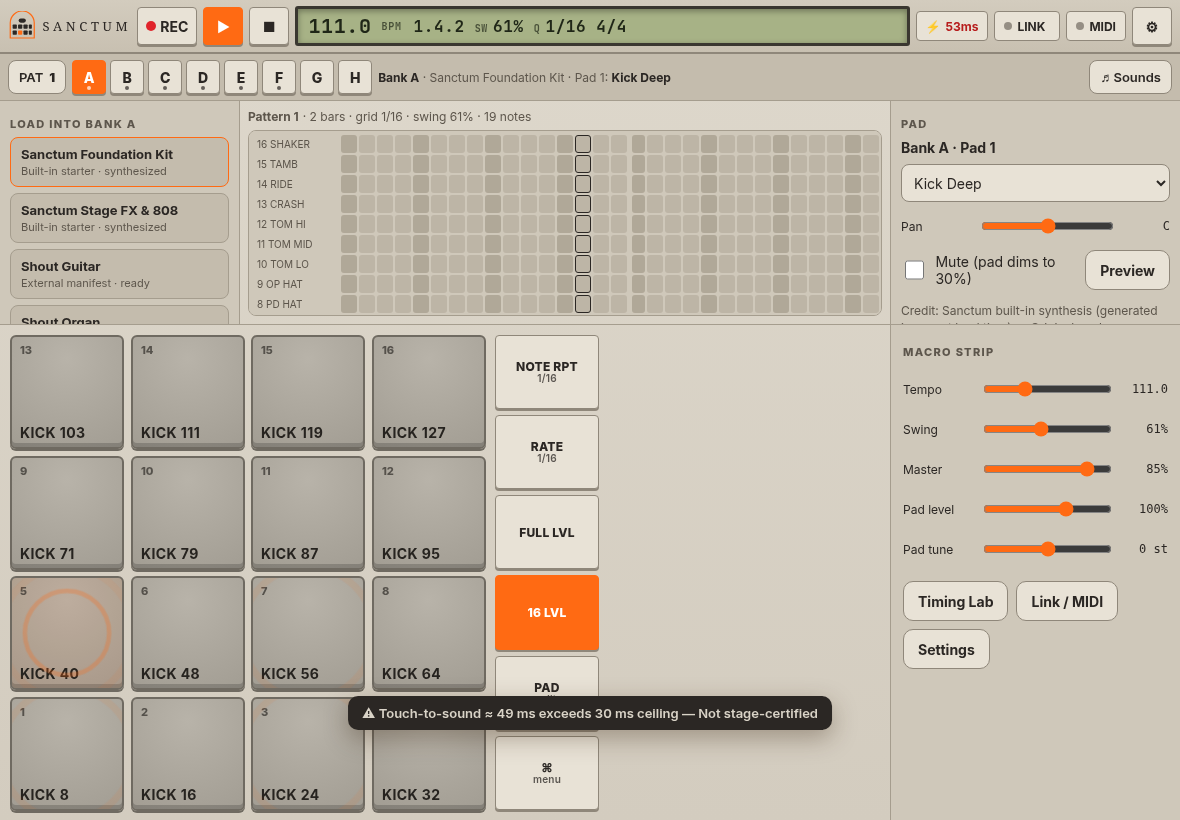 SANCTUM
REC
111.0 BPM 1.4.2 SW 61% Q 1/16 4/4
⚡ 53ms
LINK
MIDI
PAT 1
A
B
C
D
E
F
G
H
Bank A · Sanctum Foundation Kit · Pad 1: Kick Deep
♬ Sounds
LOAD INTO BANK A
Sanctum Foundation Kit
Built-in starter · synthesized
Sanctum Stage FX & 808
Built-in starter · synthesized
Shout Guitar
External manifest · ready
Shout Organ
Pattern 1 · 2 bars · grid 1/16 · swing 61% · 19 notes
16 SHAKER
15 TAMB
14 RIDE
13 CRASH
12 TOM HI
11 TOM MID
10 TOM LO
9 OP HAT
8 PD HAT
PAD
Bank A · Pad 1
Kick Deep
Pan C
Mute (pad dims to
30%)
Preview
Credit: Sanctum built-in synthesis (generated
13
KICK 103
14
KICK 111
15
KICK 119
16
KICK 127
9
KICK 71
10
KICK 79
11
KICK 87
12
KICK 95
5
KICK 40
6
KICK 48
7
KICK 56
8
KICK 64
1
KICK 8
2
KICK 16
3
KICK 24
KICK 32
NOTE RPT
1/16
RATE
1/16
FULL LVL
16 LVL
PAD
⌘
menu
⚠ Touch-to-sound ≈ 49 ms exceeds 30 ms ceiling — Not stage-certified
MACRO STRIP
Tempo 111.0
Swing 61%
Master 85%
Pad level 100%
Pad tune 0 st
Timing Lab
Link / MIDI
Settings